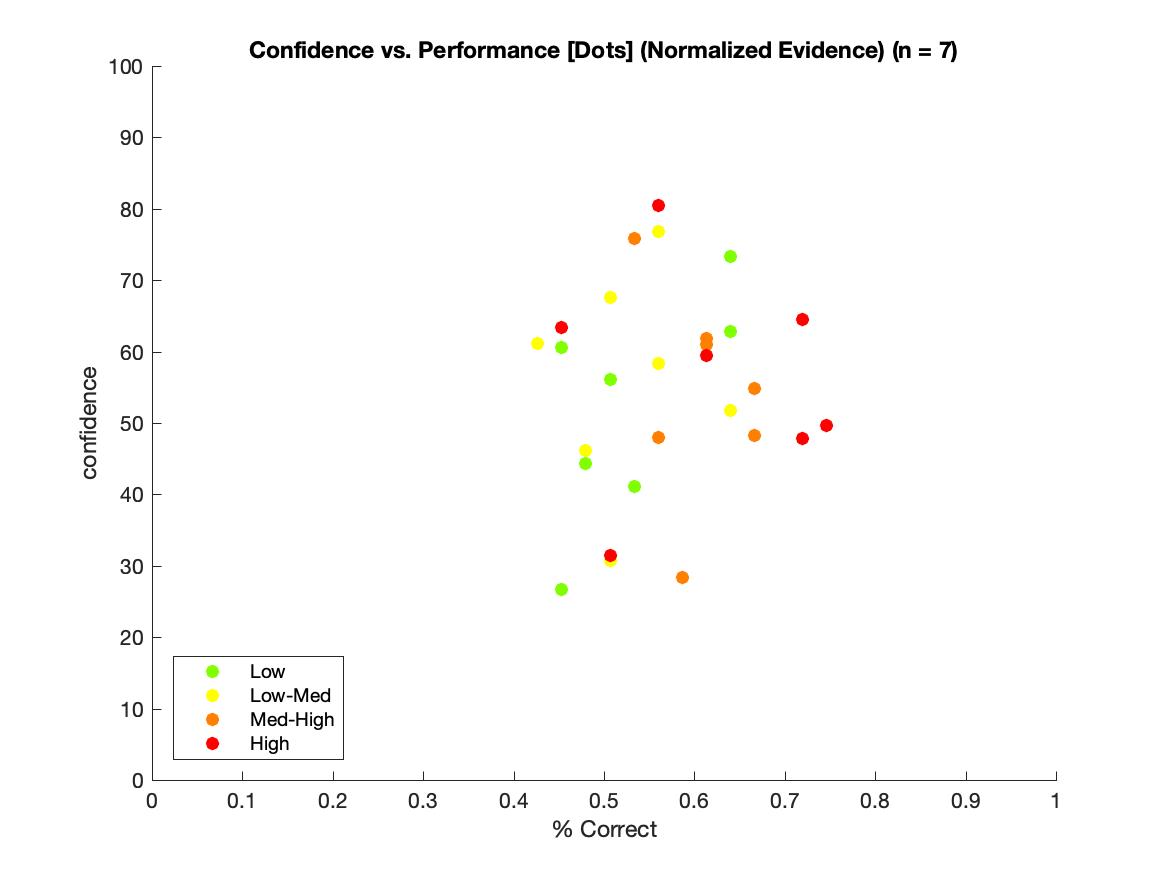 Confidence vs. Performance [Dots] (Normalized Evidence) (n = 7)
100
90
80
70
60
50
40
30
20
10
0
confidence
Low
Low-Med
Med-High
High
0 0.1 0.2 0.3 0.4 0.5 0.6 0.7 0.8 0.9 1
% Correct